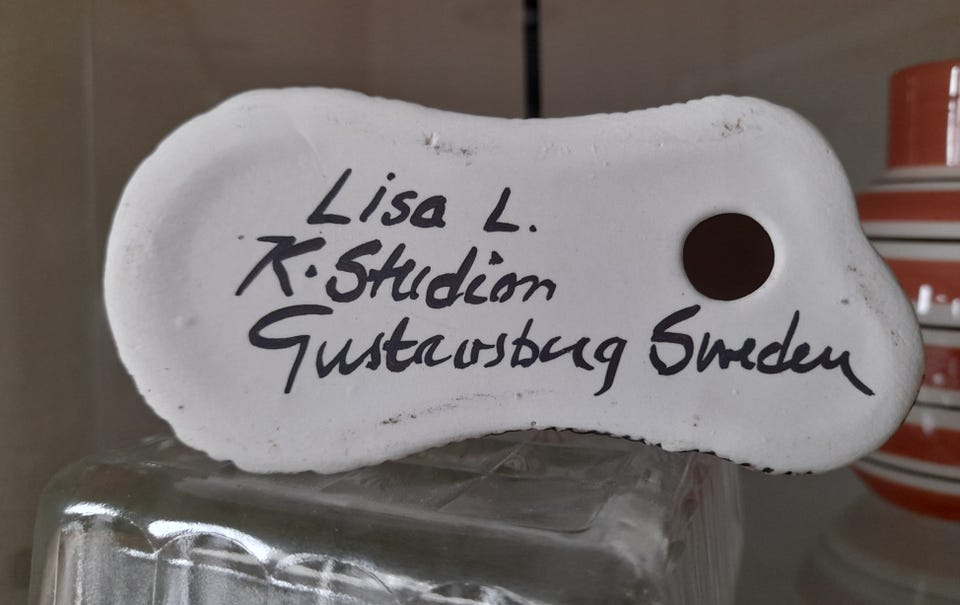 Lisa L.
K. Studion
Gustavsberg Sweden